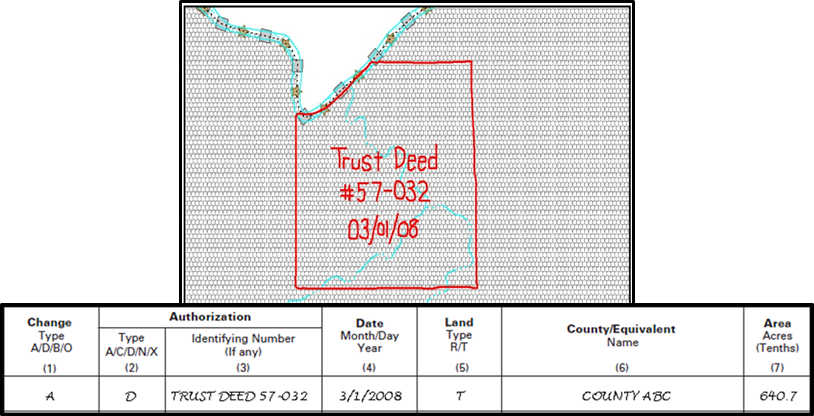 Trust Deed
#57-032
03/01/08
Change Type A/D/B/O (1)
Authorization
Type A/C/D/N/X (2)
Identifying Number (If any) (3)
Date Month/Day Year (4)
Land Type R/T (5)
County/Equivalent Name (6)
Area Acres (Tenths) (7)
A D TRUST DEED 57-032 3/1/2008 T COUNTY ABC 640.7